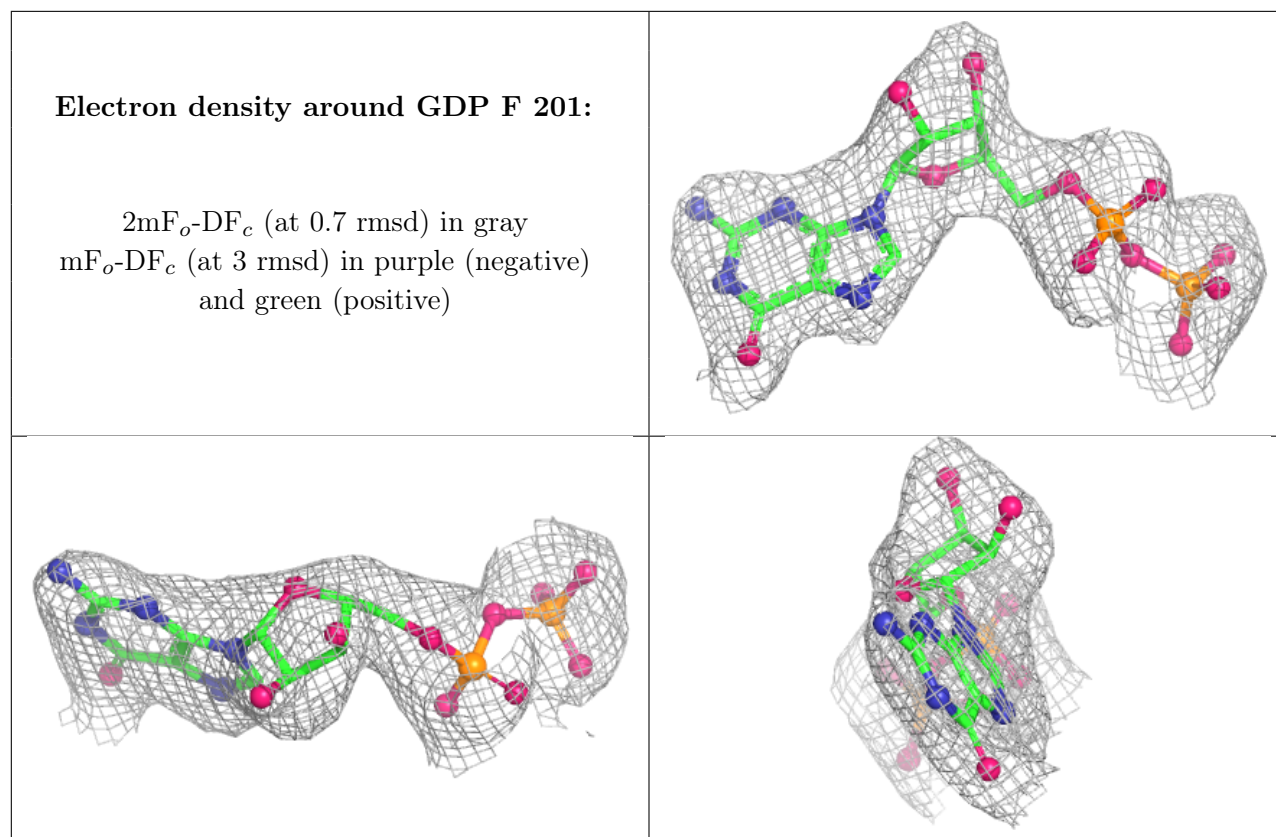 Electron density around GDP F 201:
2mFo-DFc (at 0.7 rmsd) in gray
mFo-DFc (at 3 rmsd) in purple (negative)
and green (positive)